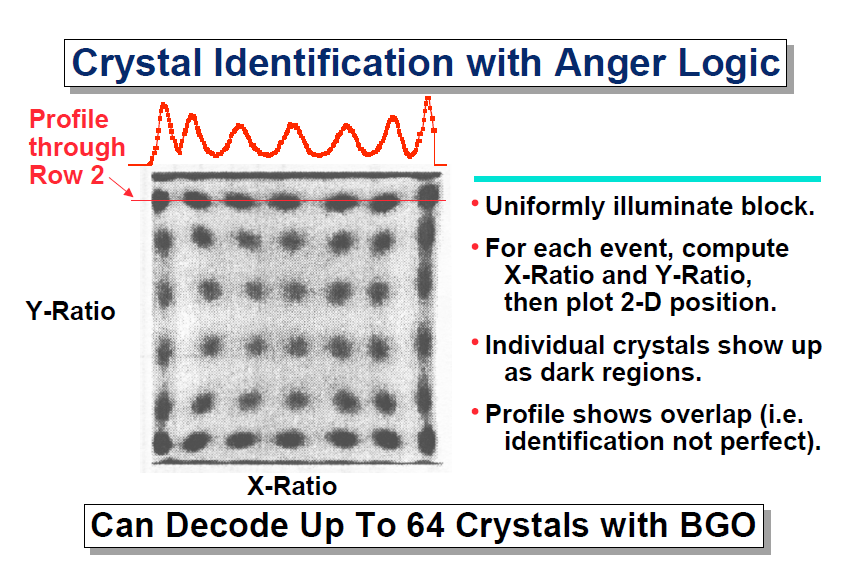 Crystal Identification with Anger Logic
Profile
through
Row 2
Y-Ratio
X-Ratio
• Uniformly illuminate block.
• For each event, compute
X-Ratio and Y-Ratio,
then plot 2-D position.
• Individual crystals show up
as dark regions.
• Profile shows overlap (i.e.
identification not perfect).
Can Decode Up To 64 Crystals with BGO